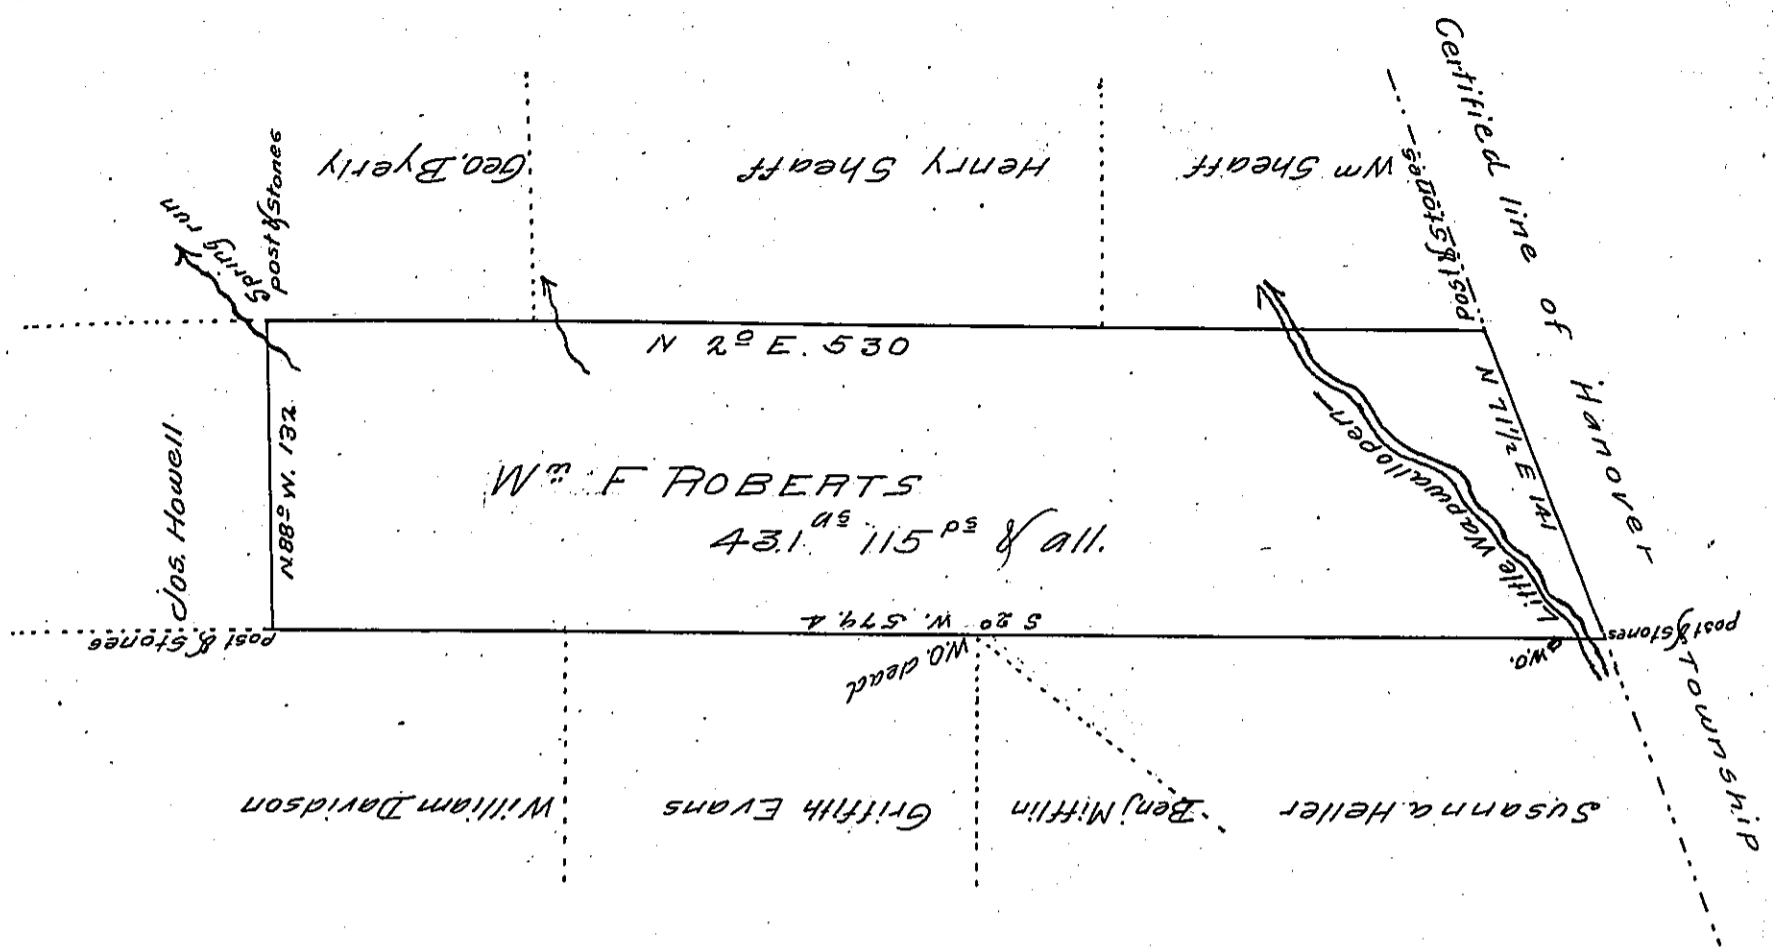 Certified line of Hanover Township
Geo. Byerly
Henry Sheaff
Wm Sheaff
post & stones
post & stones
Spring run
N 2º E. 530
Jos. Howell
N 88º W. 132
N 71½ E 141
Little Wapwallopen
Wm F ROBERTS
431 as 115 ps & all.
S 2º W. 579.4
post & stones
post & stones
W.O. dead
W.O.
William Davidson
Griffith Evans
Benj Mifflin
Susanna Heller